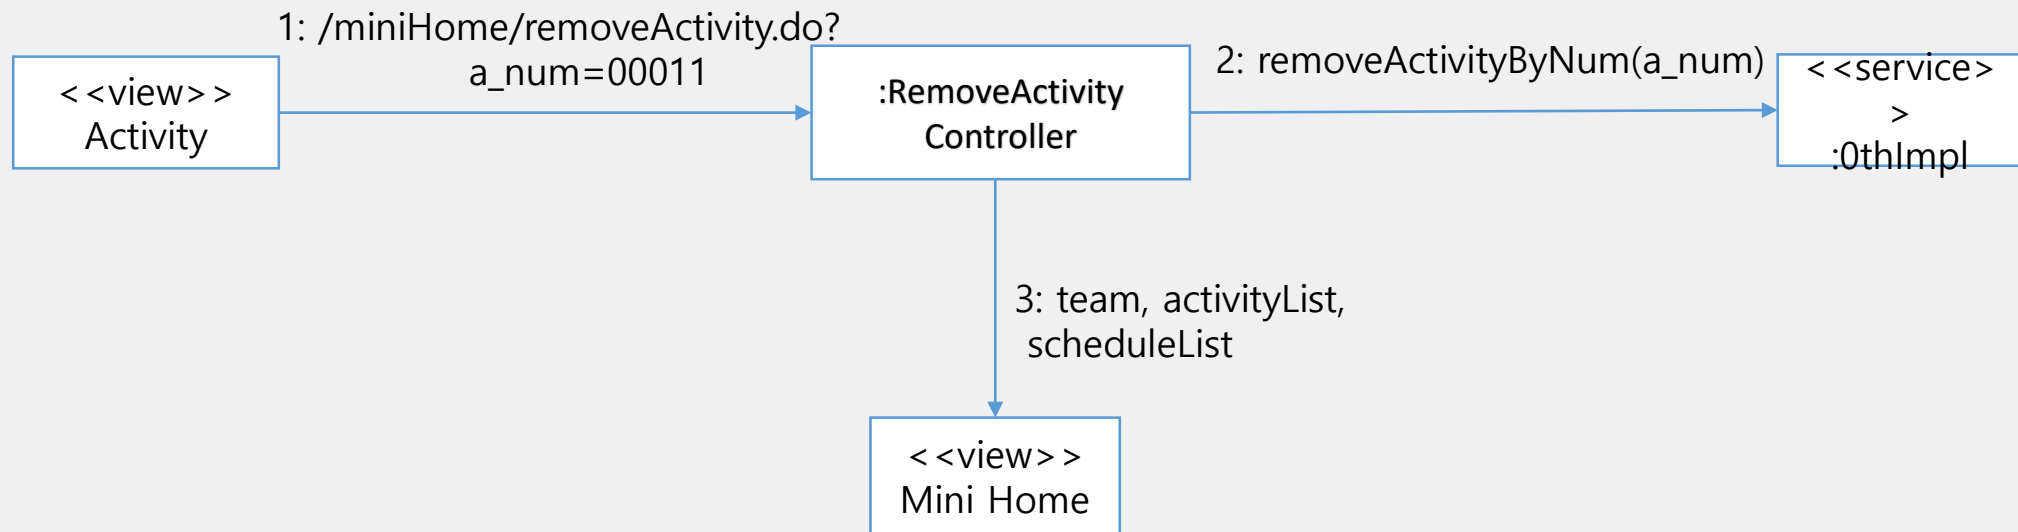 1: /miniHome/removeActivity.do?
a_num=00011
<<view>>
Activity
:RemoveActivity
Controller
2: removeActivityByNum(a_num)
<<service>
>
:0thImpl
3: team, activityList,
scheduleList
<<view>>
Mini Home